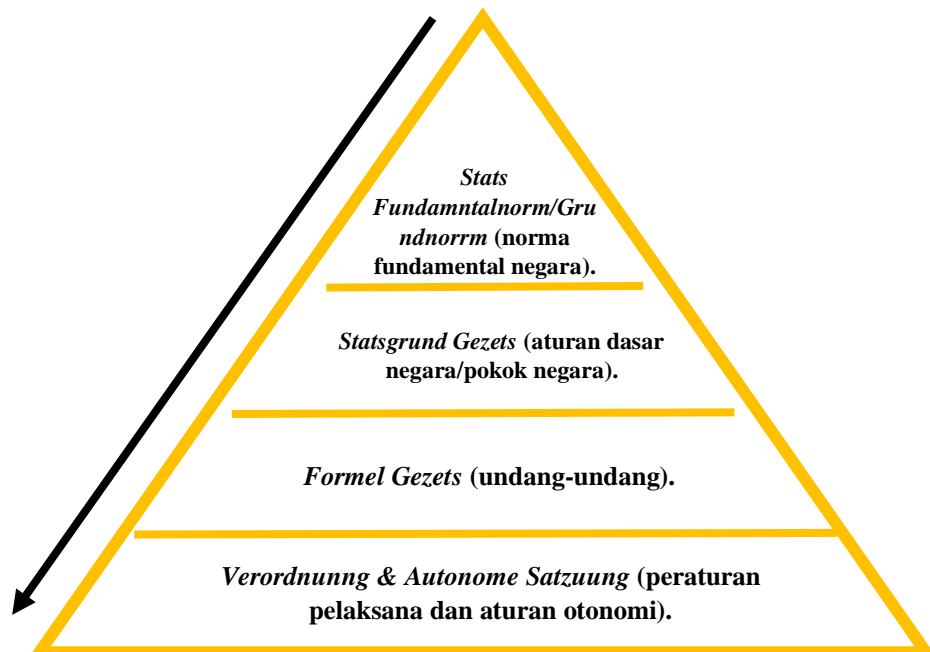 Stats
Fundamntalnorm/Gru
ndnorrm (norma
fundamental negara).
Statsgrund Gezets (aturan dasar
negara/pokok negara).
Formel Gezets (undang-undang).
Verordnunng & Autonome Satzuung (peraturan
pelaksana dan aturan otonomi).